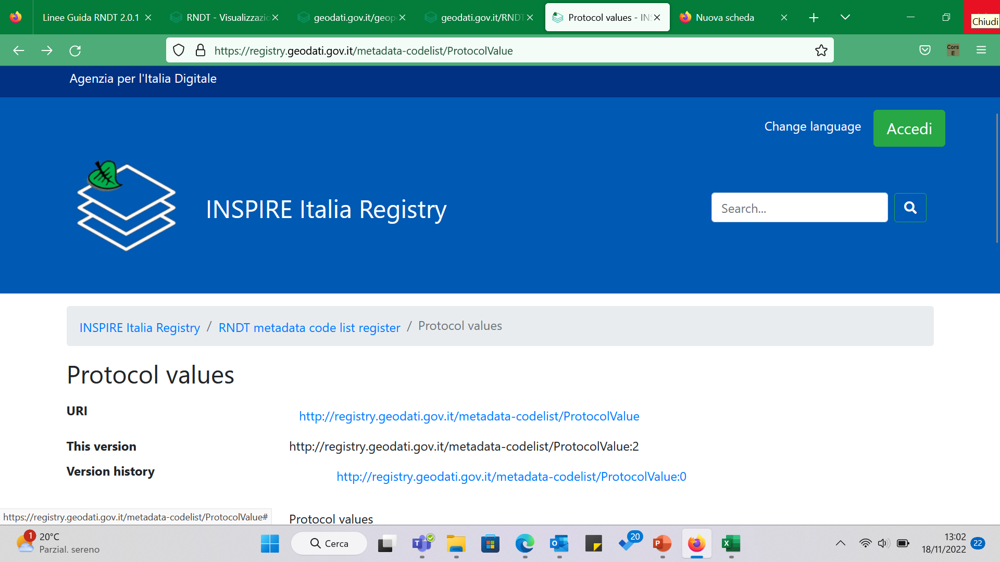 Linee Guida RNDT 2.0.1
RNDT - Visualizzazio
geodati.gov.it/geop
geodati.gov.it/RNDT
Protocol values - INS
Nuova scheda
Chiudi
https://registry.geodati.gov.it/metadata-codelist/ProtocolValue
Cors
E
Agenzia per l'Italia Digitale
Change language
Accedi
INSPIRE Italia Registry
Search...
INSPIRE Italia Registry / RNDT metadata code list register / Protocol values
Protocol values
URI
http://registry.geodati.gov.it/metadata-codelist/ProtocolValue
This version
http://registry.geodati.gov.it/metadata-codelist/ProtocolValue:2
Version history
http://registry.geodati.gov.it/metadata-codelist/ProtocolValue:0
https://registry.geodati.gov.it/metadata-codelist/ProtocolValue#
Protocol values
1
20°C
Parzial. sereno
Cerca
T
O
20
P
X
13:02
18/11/2022
22